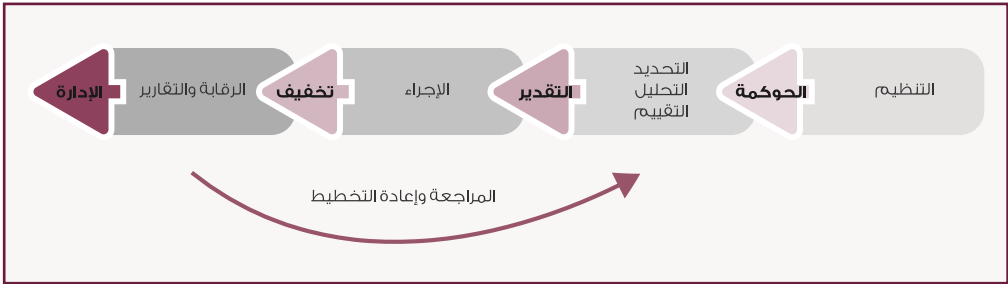 التنظيم
الحوكمة
التحديد
التحليل
التقييم
التقدير
الإجراء
تخفيف
الرقابة والتقارير
الإدارة
المراجعة وإعادة التخطيط